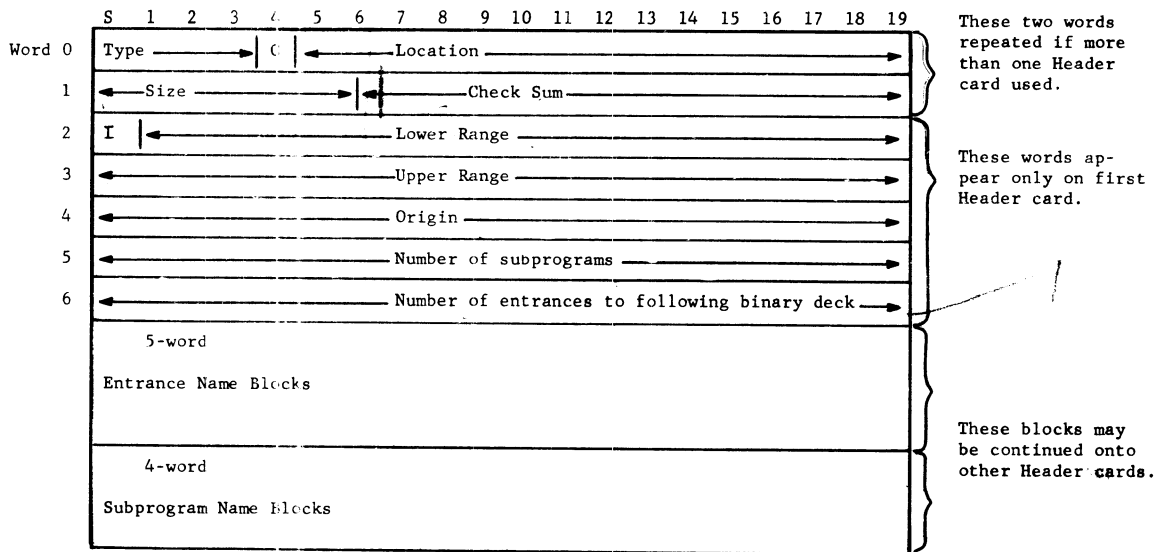 S 1 2 3 4 5 6 7 8 9 10 11 12 13 14 15 16 17 18 19
Word 0 Type C Location
1 Size Check Sum
2 I Lower Range
3 Upper Range
4 Origin
5 Number of subprograms
6 Number of entrances to following binary deck
5-word
Entrance Name Blocks
4-word
Subprogram Name Blocks
These two words
repeated if more
than one Header
card used.
These words ap-
pear only on first
Header card.
These blocks may
be continued onto
other Header cards.